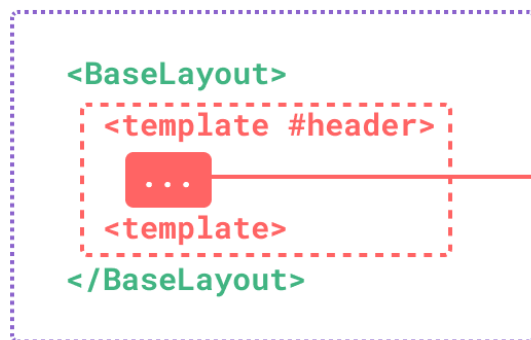 <BaseLayout>
<template #header>
...
<template>
</BaseLayout>